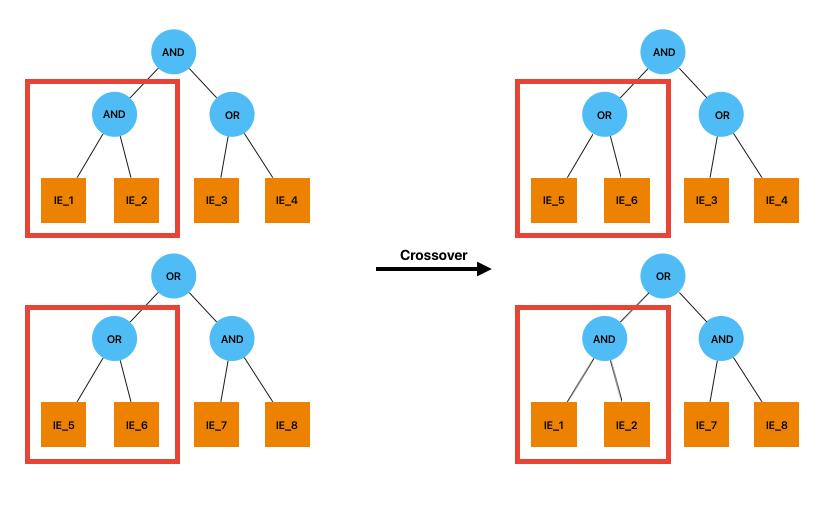 AND
AND
AND
OR
OR
OR
IE_1
IE_2
IE_3
IE_4
IE_5
IE_6
IE_3
IE_4
Crossover
OR
OR
OR
AND
AND
AND
IE_5
IE_6
IE_7
IE_8
IE_1
IE_2
IE_7
IE_8